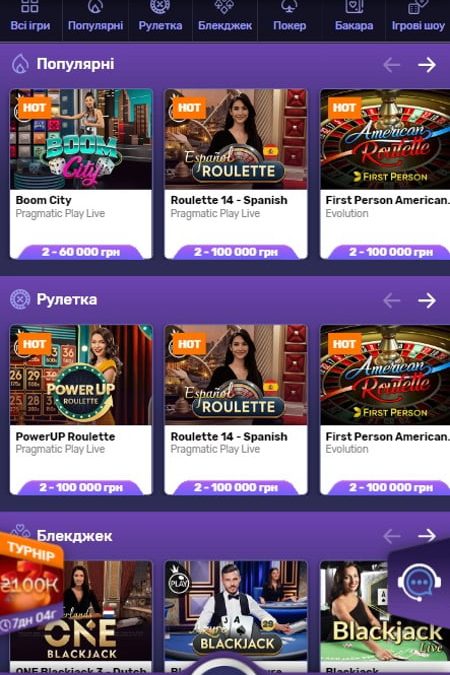 Всі ігри
Популярні
Рулетка
Блекджек
Покер
Бакара
Ігрові шоу
Популярні
HOT
BOOM
City
Boom City
Pragmatic Play Live
2 - 60 000 грн
HOT
Español
ROULETTE
Roulette 14 - Spanish
Pragmatic Play Live
2 - 100 000 грн
HOT
American
Roulette
FIRST PERSON
First Person American.
Evolution
2 - 100 000 грн
Рулетка
HOT
POWER UP
ROULETTE
PowerUP Roulette
Pragmatic Play Live
2 - 100 000 грн
HOT
Español
ROULETTE
Roulette 14 - Spanish
Pragmatic Play Live
2 - 100 000 грн
HOT
American
Roulette
FIRST PERSON
First Person American.
Evolution
2 - 100 000 грн
Блекджек
ТУРНІР
₴100K
7дн 04г
ONE
BLACKJACK
ONE Blackjack 3 - Dutch
PLAY
Azure
29
BLACKJACK
Blackjack
Live
Blackjack